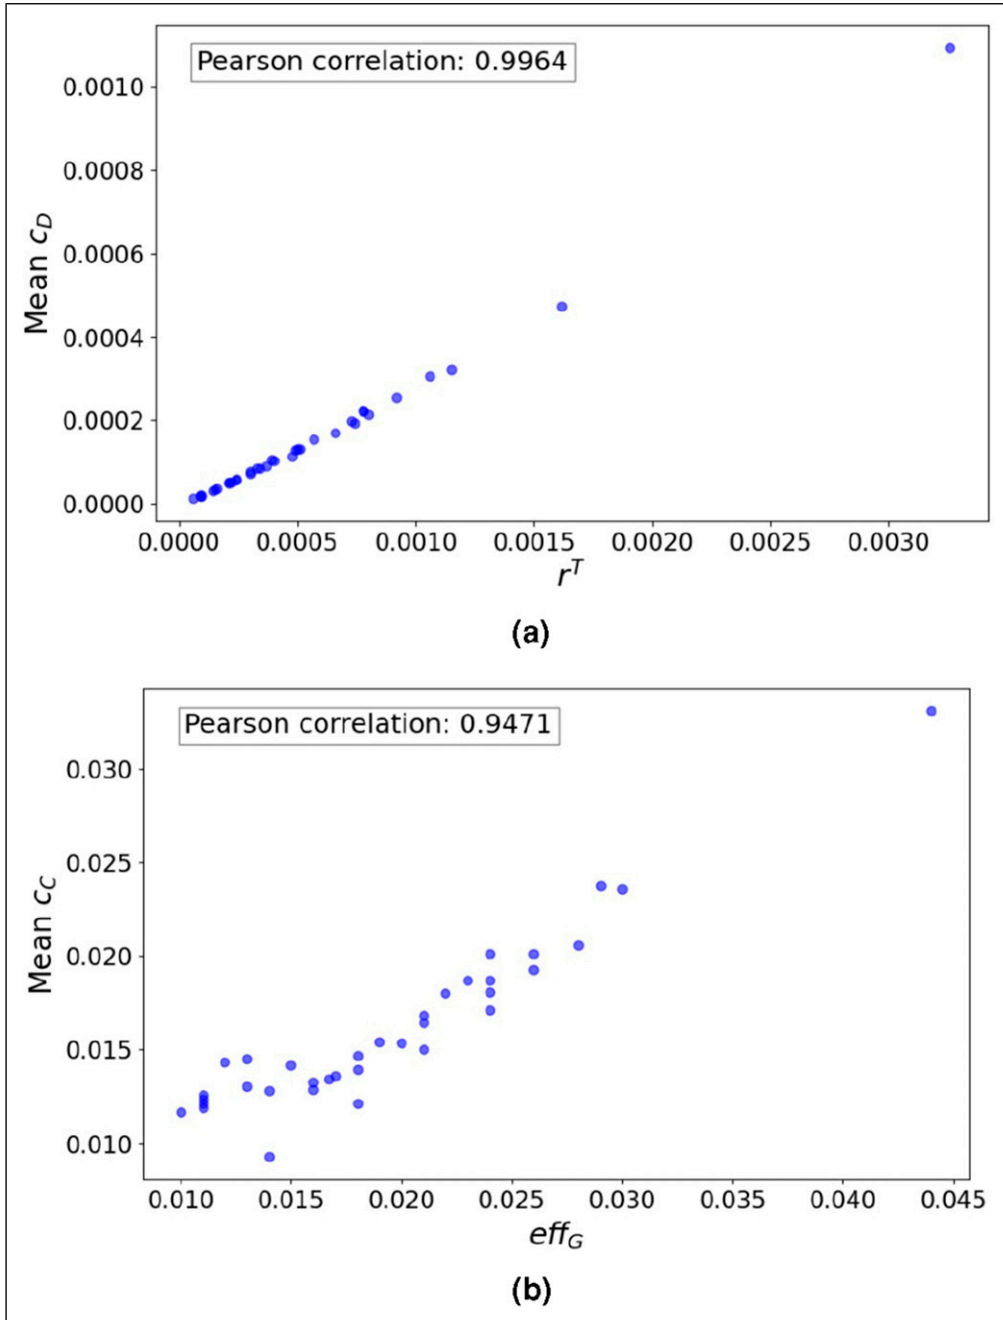 Pearson correlation: 0.9964
0.0010
0.0008
0.0006
0.0004
0.0002
0.0000
Mean c_D
0.0000 0.0005 0.0010 0.0015 0.0020 0.0025 0.0030
r^T
(a)
Pearson correlation: 0.9471
0.030
0.025
0.020
0.015
0.010
Mean c_C
0.010 0.015 0.020 0.025 0.030 0.035 0.040 0.045
eff_G
(b)